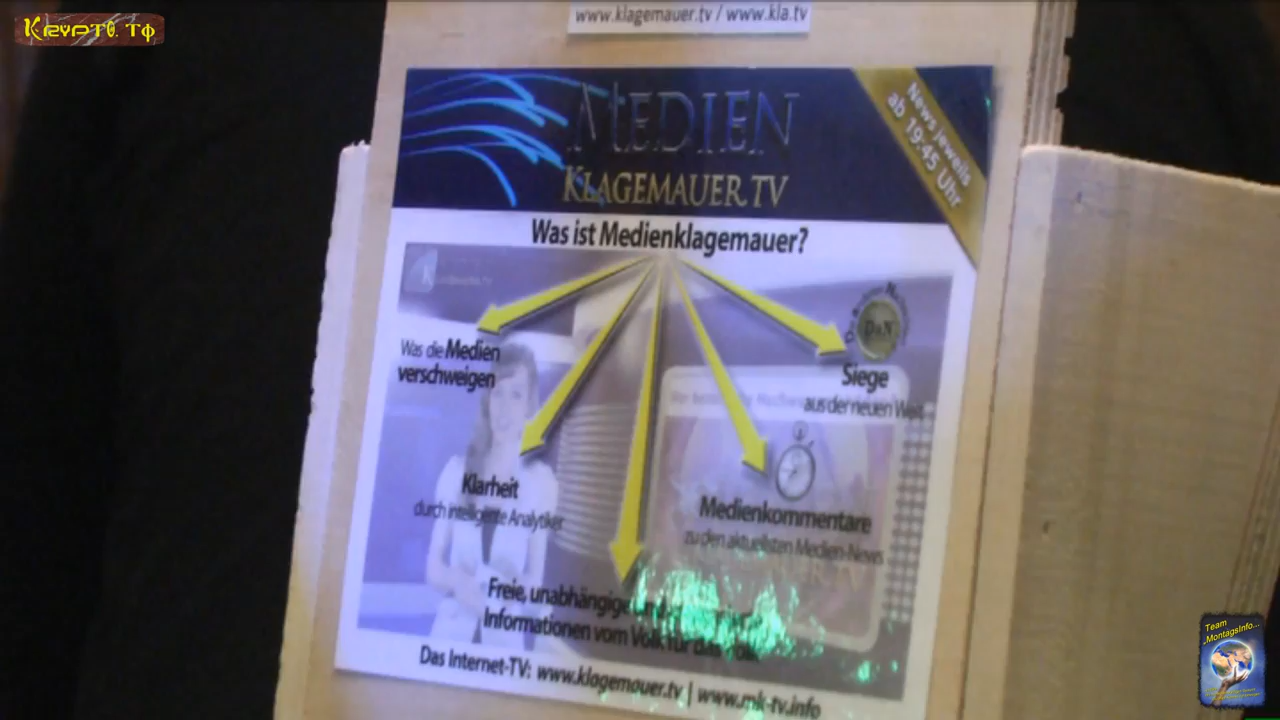 Krypto.TV
www.klagemauer.tv / www.kla.tv
MEDIEN
KLAGEMAUER.TV
News jeweils
ab 19:45 Uhr
Was ist Medienklagemauer?
Was die Medien
verschweigen
D&N
Siege
aus der neuen Welt
Klarheit
durch intelligente Analytiker
Medienkommentare
zu den aktuellsten Medien-News
Freie, unabhängige und
Informationen vom Volk für das Volk
Das Internet-TV: www.klagemauer.tv | www.mk-tv.info
Team
MontagsInfo...